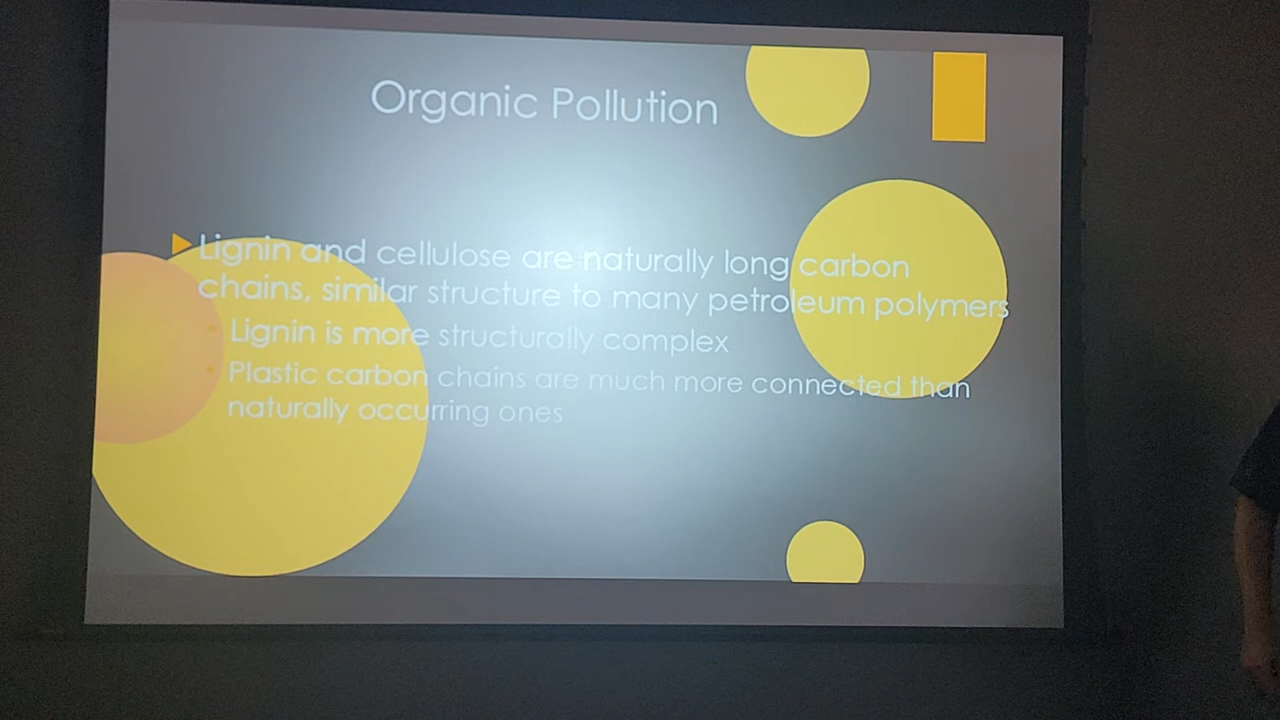 Organic Pollution
Lignin and cellulose are naturally long carbon
chains, similar structure to many petroleum polymers
Lignin is more structurally complex
Plastic carbon chains are much more connected than
naturally occurring ones